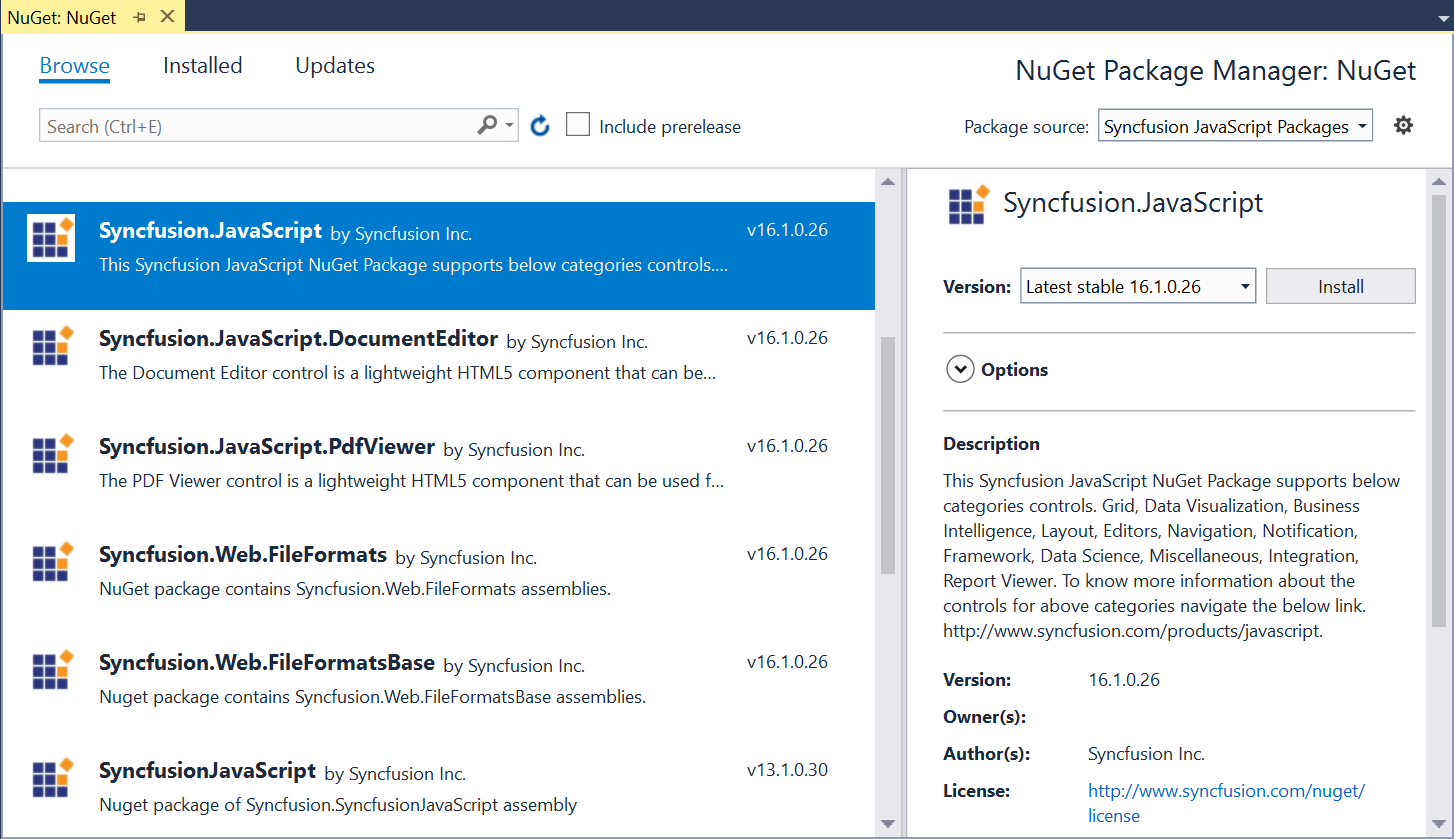 NuGet: NuGet
Browse Installed Updates
NuGet Package Manager: NuGet
Search (Ctrl+E)
Include prerelease
Package source: Syncfusion JavaScript Packages
Syncfusion.JavaScript by Syncfusion Inc. v16.1.0.26
This Syncfusion JavaScript NuGet Package supports below categories controls....
Syncfusion.JavaScript.DocumentEditor by Syncfusion Inc. v16.1.0.26
The Document Editor control is a lightweight HTML5 component that can be...
Syncfusion.JavaScript.PdfViewer by Syncfusion Inc. v16.1.0.26
The PDF Viewer control is a lightweight HTML5 component that can be used f...
Syncfusion.Web.FileFormats by Syncfusion Inc. v16.1.0.26
NuGet package contains Syncfusion.Web.FileFormats assemblies.
Syncfusion.Web.FileFormatsBase by Syncfusion Inc. v16.1.0.26
Nuget package contains Syncfusion.Web.FileFormatsBase assemblies.
SyncfusionJavaScript by Syncfusion Inc. v13.1.0.30
Nuget package of Syncfusion.SyncfusionJavaScript assembly
Syncfusion.JavaScript
Version: Latest stable 16.1.0.26 Install
Options
Description
This Syncfusion JavaScript NuGet Package supports below
categories controls. Grid, Data Visualization, Business
Intelligence, Layout, Editors, Navigation, Notification,
Framework, Data Science, Miscellaneous, Integration,
Report Viewer. To know more information about the
controls for above categories navigate the below link.
http://www.syncfusion.com/products/javascript.
Version: 16.1.0.26
Owner(s):
Author(s): Syncfusion Inc.
License: http://www.syncfusion.com/nuget/
license